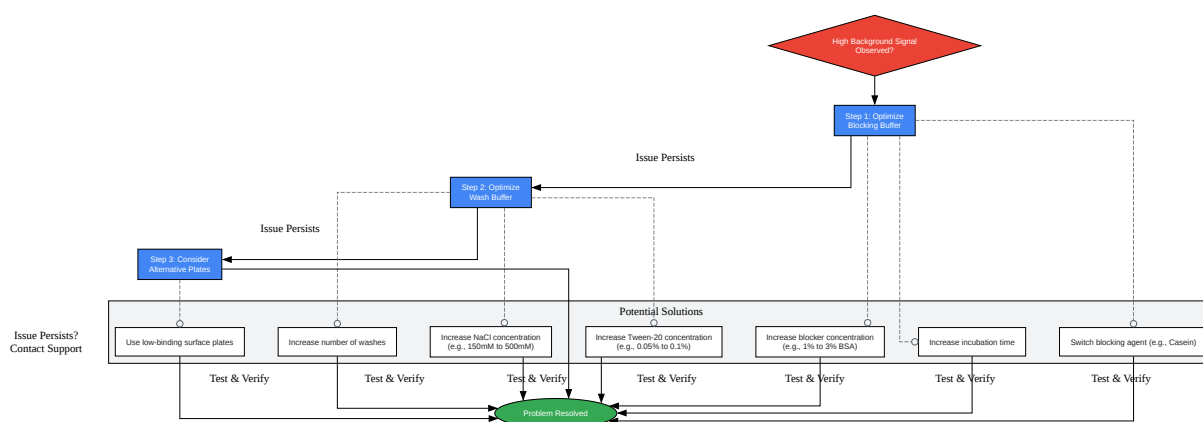 High Background Signal
Observed?
Step 1: Optimize
Blocking Buffer
Issue Persists
Step 2: Optimize
Wash Buffer
Issue Persists
Step 3: Consider
Alternative Plates
Potential Solutions
Issue Persists?
Contact Support
Use low-binding surface plates
Increase number of washes
Increase NaCl concentration
(e.g., 150mM to 500mM)
Increase Tween-20 concentration
(e.g., 0.05% to 0.1%)
Increase blocker concentration
(e.g., 1% to 3% BSA)
Increase incubation time
Switch blocking agent (e.g., Casein)
Test & Verify
Test & Verify
Test & Verify
Test & Verify
Test & Verify
Test & Verify
Test & Verify
Problem Resolved